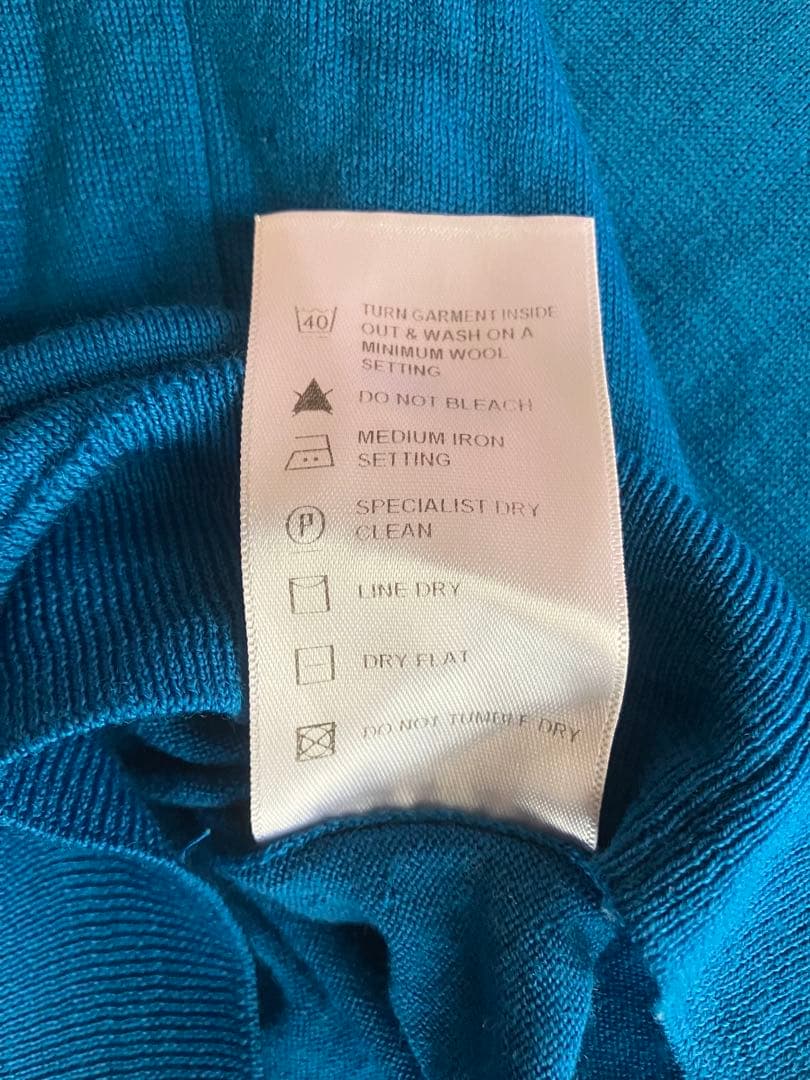 40
TURN GARMENT INSIDE
OUT & WASH ON A
MINIMUM WOOL
SETTING
DO NOT BLEACH
MEDIUM IRON
SETTING
P
SPECIALIST DRY
CLEAN
LINE DRY
DRY FLAT
DO NOT TUMBLE DRY